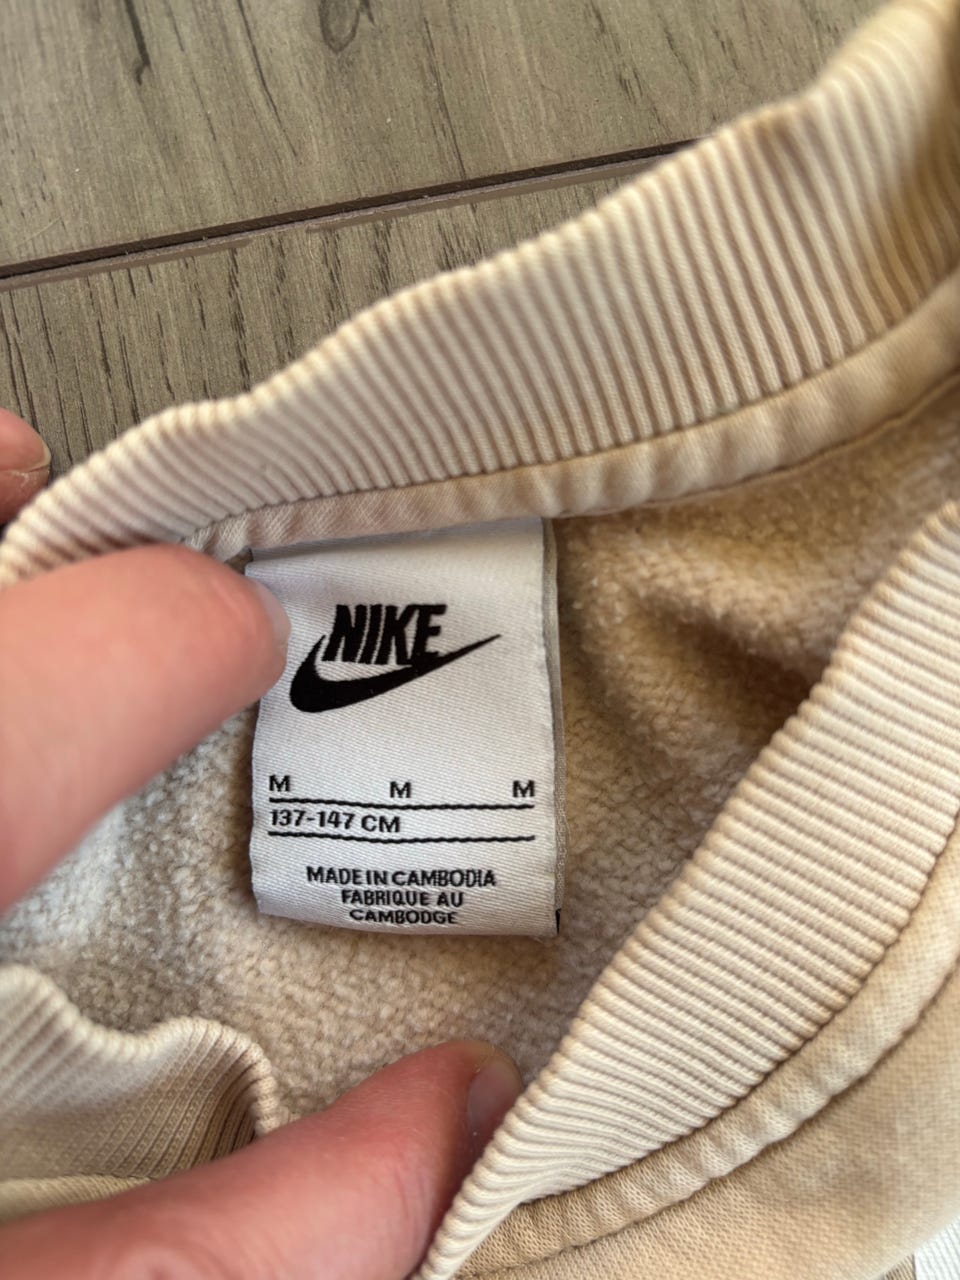 NIKE
M M M
137-147 CM
MADE IN CAMBODIA
FABRIQUE AU
CAMBODGE